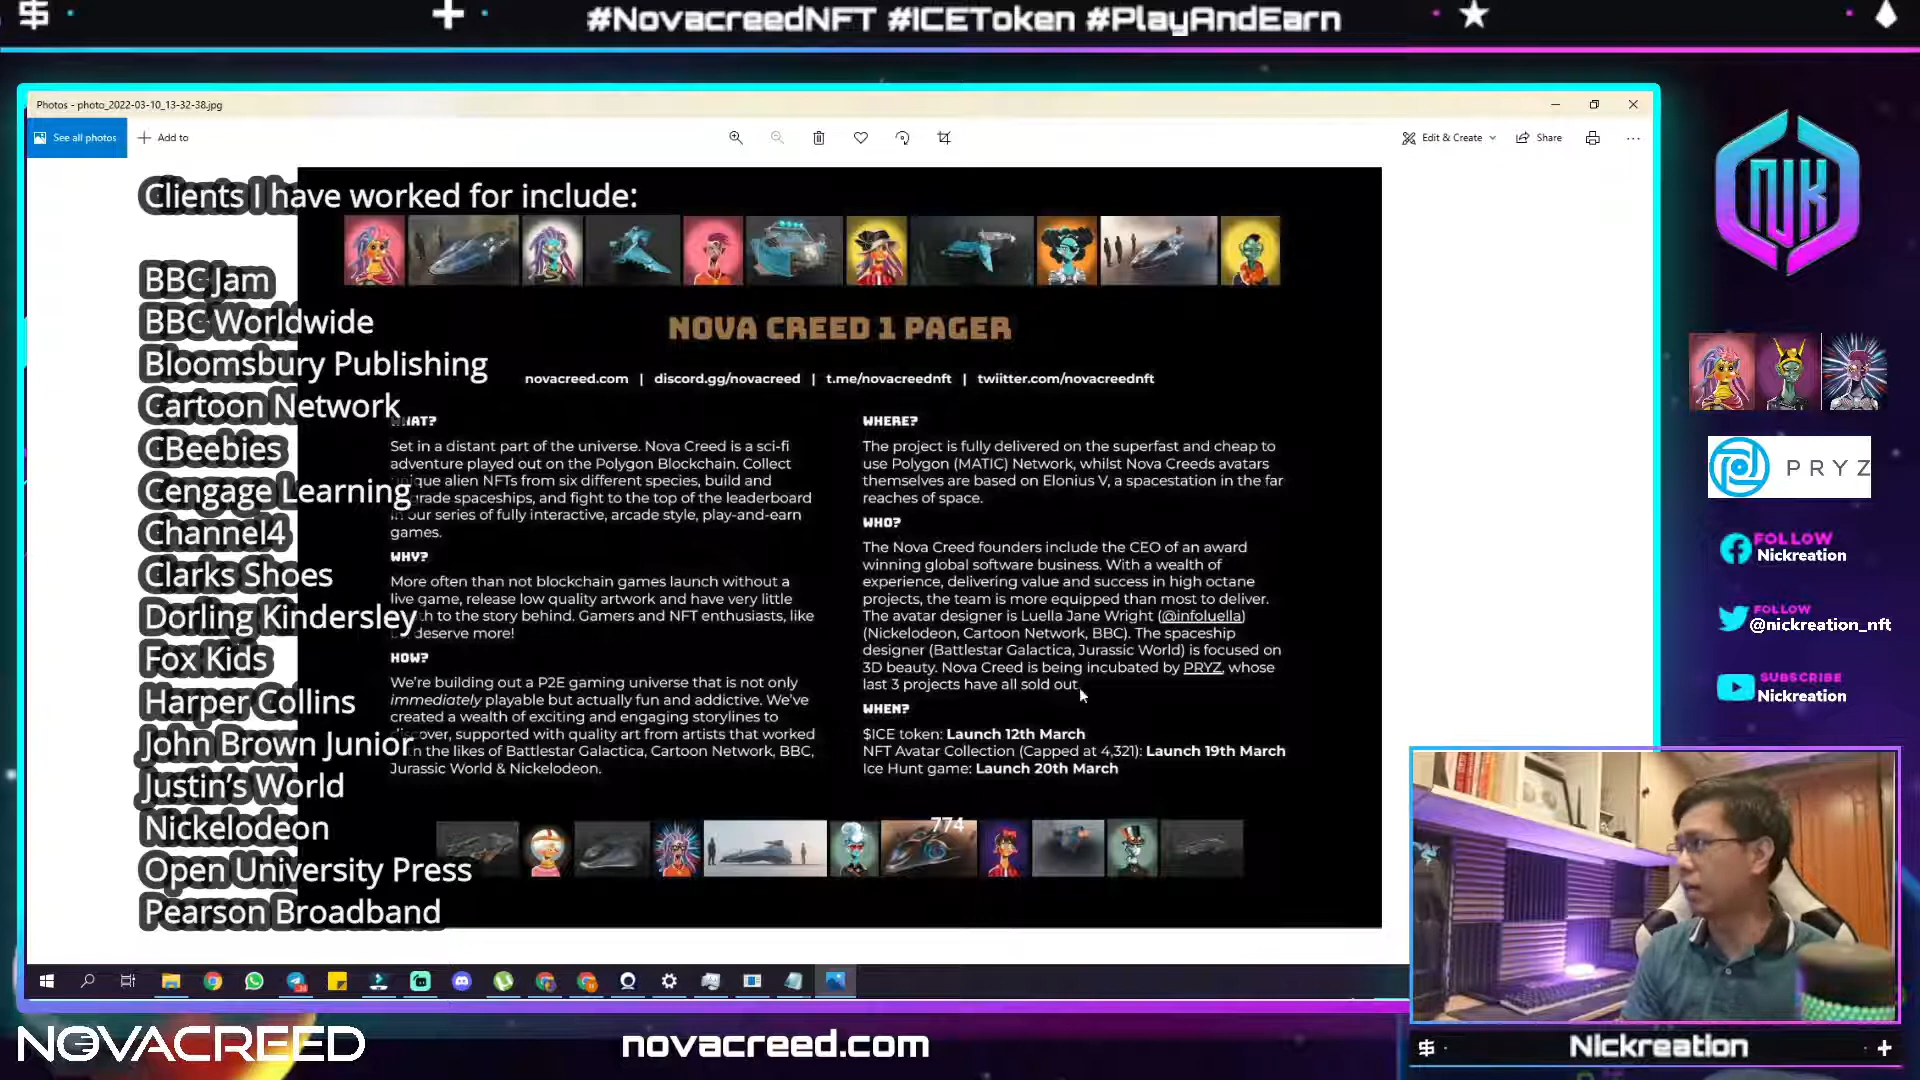 #NovacreedNFT #ICEToken #PlayAndEarn
Photos - photo_2022-03-10_13-32-38.jpg
See all photos
Add to
Edit & Create
Share
Clients I have worked for include:
BBC Jam
BBC Worldwide
Bloomsbury Publishing
Cartoon Network
CBeebies
Cengage Learning
Channel4
Clarks Shoes
Dorling Kindersley
Fox Kids
Harper Collins
John Brown Junior
Justin's World
Nickelodeon
Open University Press
Pearson Broadband
NOVA CREED 1 PAGER
novacreed.com | discord.gg/novacreed | t.me/novacreednft | twiitter.com/novacreednft
Set in a distant part of the universe. Nova Creed is a sci-fi
adventure played out on the Polygon Blockchain. Collect
alien NFTs from six different species, build and
spaceships, and fight to the top of the leaderboard
our series of fully interactive, arcade style, play-and-earn
games.
WHY?
More often than not blockchain games launch without a
live game, release low quality artwork and have very little
to the story behind. Gamers and NFT enthusiasts, like
deserve more!
HOW?
We're building out a P2E gaming universe that is not only
immediately playable but actually fun and addictive. We've
created a wealth of exciting and engaging storylines to
supported with quality art from artists that worked
the likes of Battlestar Galactica, Cartoon Network, BBC,
Jurassic World & Nickelodeon.
WHERE?
The project is fully delivered on the superfast and cheap to
use Polygon (MATIC) Network, whilst Nova Creeds avatars
themselves are based on Elonius V, a spacestation in the far
reaches of space.
WHO?
The Nova Creed founders include the CEO of an award
winning global software business. With a wealth of
experience, delivering value and success in high octane
projects, the team is more equipped than most to deliver.
The avatar designer is Luella Jane Wright (@infoluella)
(Nickelodeon, Cartoon Network, BBC). The spaceship
designer (Battlestar Galactica, Jurassic World) is focused on
3D beauty. Nova Creed is being incubated by PRYZ, whose
last 3 projects have all sold out
WHEN?
$ICE token: Launch 12th March
NFT Avatar Collection (Capped at 4,321): Launch 19th March
Ice Hunt game: Launch 20th March
774
NK
PRYZ
FOLLOW
Nickreation
FOLLOW
@nickreation_nft
SUBSCRIBE
Nickreation
NOVACREED
novacreed.com
Nickreation